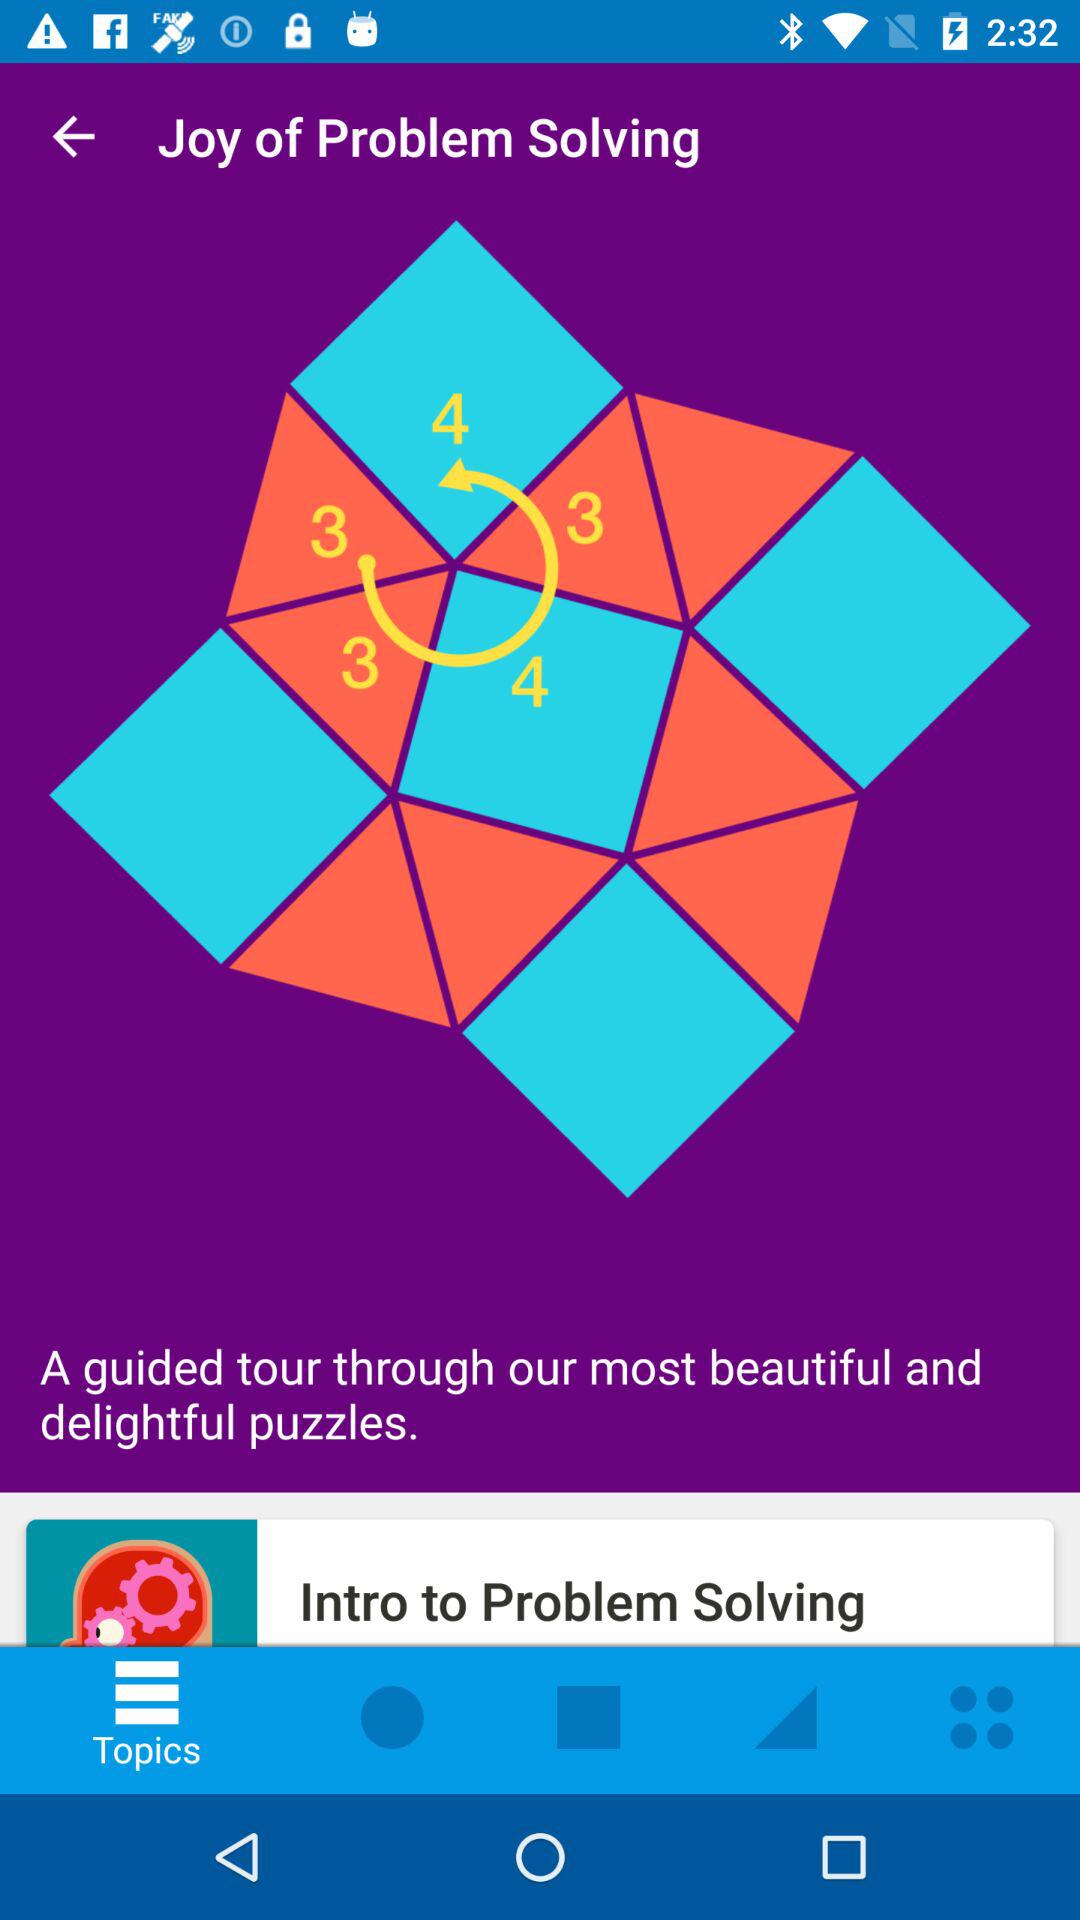 FAKE
2:32
Joy of Problem Solving
4
3
3
3
4
A guided tour through our most beautiful and
delightful puzzles.
Intro to Problem Solving
Topics